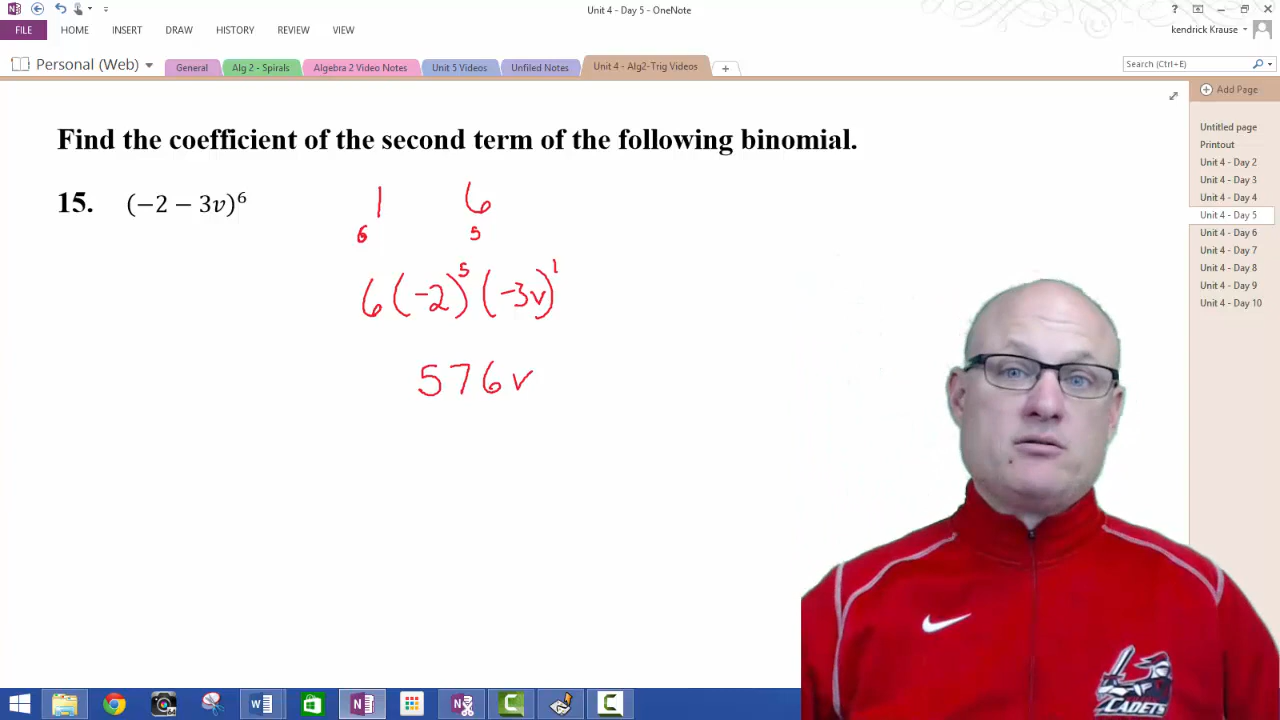 Unit 4 - Day 5 - OneNote
FILE HOME INSERT DRAW HISTORY REVIEW VIEW
kendrick Krause
Personal (Web) General Alg 2 - Spirals Algebra 2 Video Notes Unit 5 Videos Unfiled Notes Unit 4 - Alg2-Trig Videos
Search (Ctrl+E)
Add Page
Untitled page
Printout
Unit 4 - Day 2
Unit 4 - Day 3
Unit 4 - Day 4
Unit 4 - Day 5
Unit 4 - Day 6
Unit 4 - Day 7
Unit 4 - Day 8
Unit 4 - Day 9
Unit 4 - Day 10
Find the coefficient of the second term of the following binomial.
15. (−2 − 3v)⁶
1 6
6 5
6(-2)⁵(-3v)¹
576v
CADETS
64